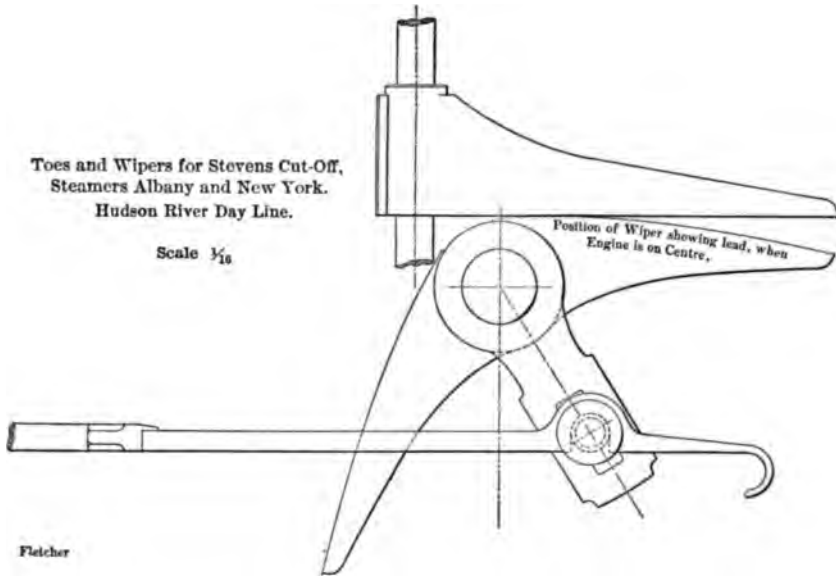 Toes and Wipers for Stevens Cut-Off,
Steamers Albany and New York.
Hudson River Day Line.
Scale 1/16
Position of Wiper showing lead, when
Engine is on Centre,
Fletcher